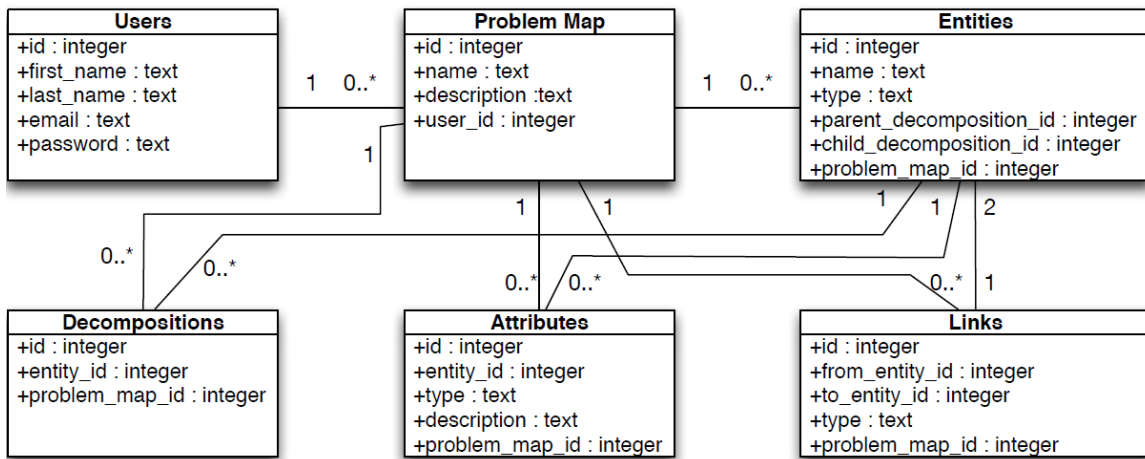 Users
+id : integer
+first_name : text
+last_name : text
+email : text
+password : text
1 0..*
Problem Map
+id : integer
+name : text
+description :text
+user_id : integer
1 0..*
Entities
+id : integer
+name : text
+type : text
+parent_decomposition_id : integer
+child_decomposition_id : integer
+problem_map_id : integer
1
1
1
1
1
2
0..*
0..*
0..*
0..*
0..*
1
Decompositions
+id : integer
+entity_id : integer
+problem_map_id : integer
Attributes
+id : integer
+entity_id : integer
+type : text
+description : text
+problem_map_id : integer
Links
+id : integer
+from_entity_id : integer
+to_entity_id : integer
+type : text
+problem_map_id : integer